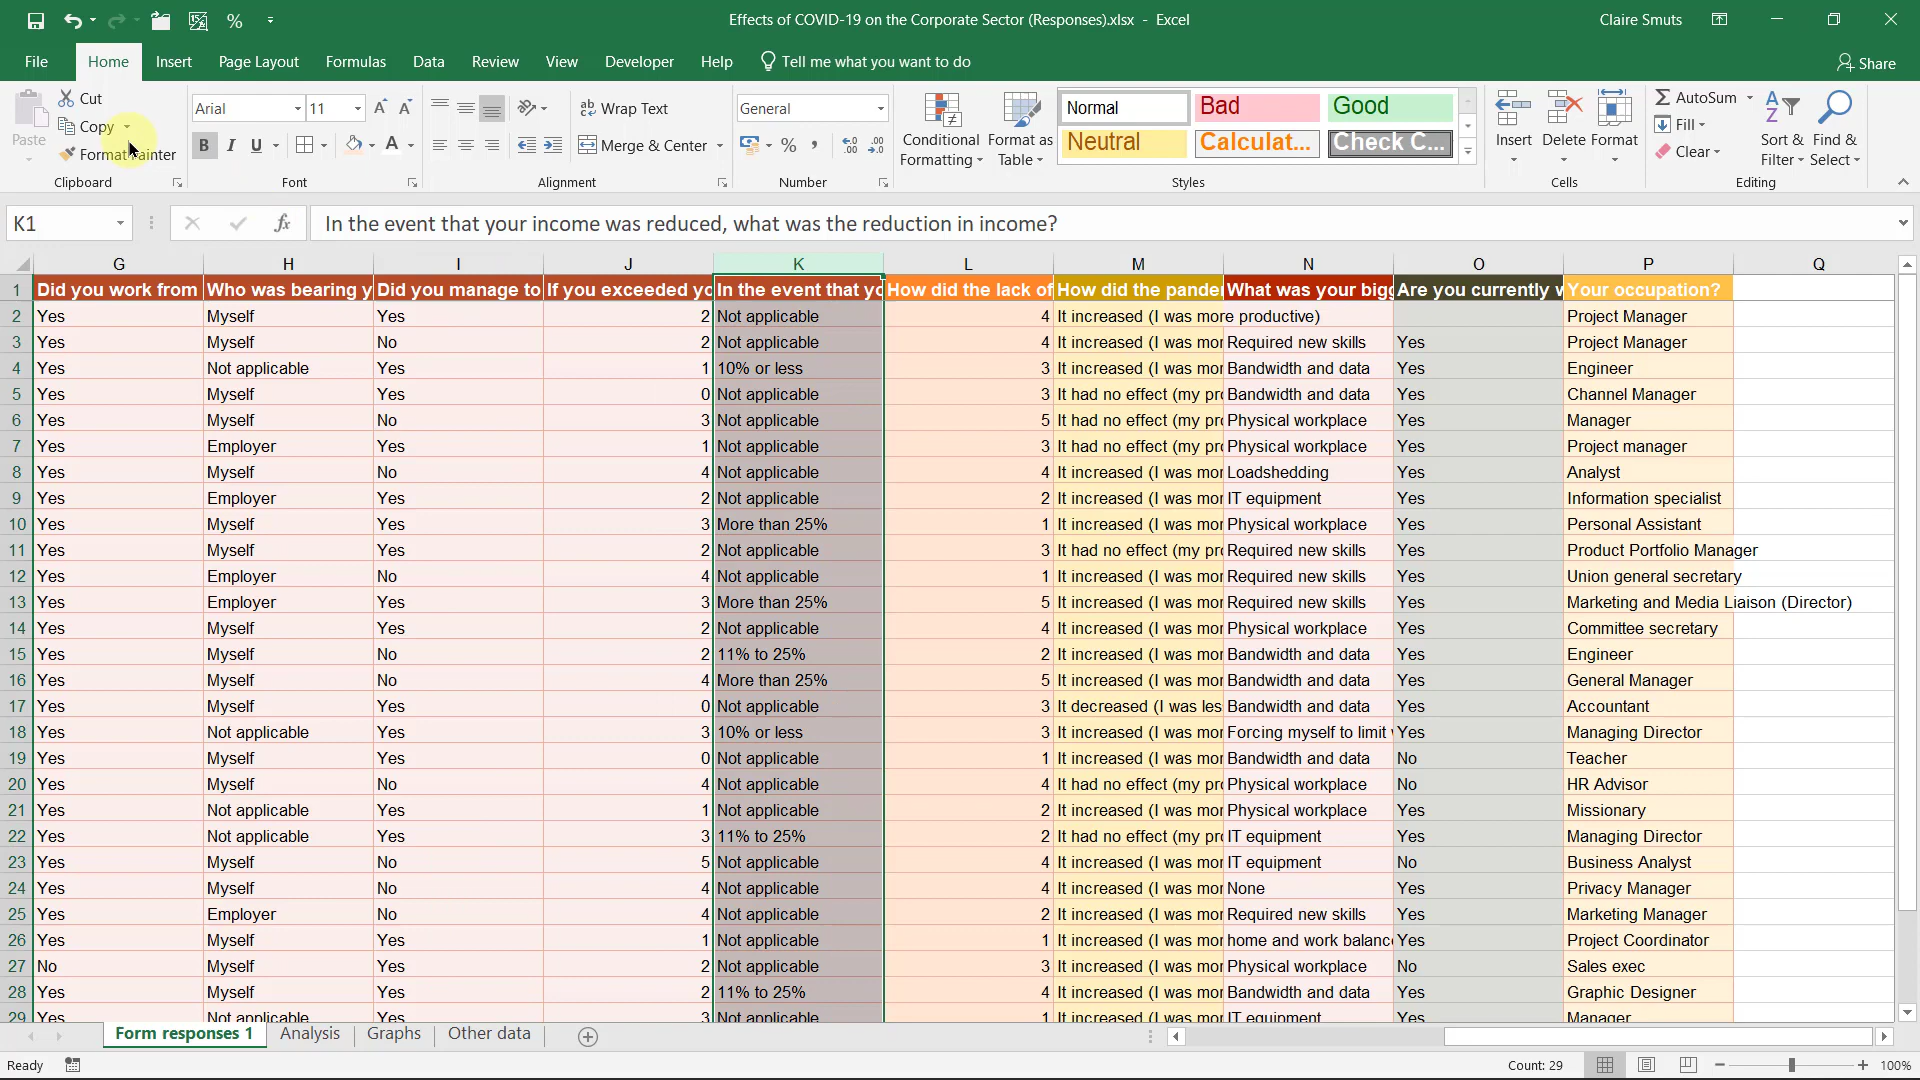 Effects of COVID-19 on the Corporate Sector (Responses).xlsx - Excel
Claire Smuts
File Home Insert Page Layout Formulas Data Review View Developer Help Tell me what you want to do Share
Paste Cut Copy Format Painter Clipboard
Arial 11 B I U A Font
Wrap Text Merge & Center Alignment
General % , Number
Conditional Formatting Format as Table
Normal Bad Good
Neutral Calculat... Check C...
Styles
Insert Delete Format Cells
AutoSum Fill Clear Sort & Filter Find & Select Editing
K1 fx In the event that your income was reduced, what was the reduction in income?
G H I J K L M N O P Q
1 Did you work from Who was bearing y Did you manage to If you exceeded yo In the event that yo How did the lack of How did the pander What was your bigg Are you currently w Your occupation?
2 Yes Myself Yes 2 Not applicable 4 It increased (I was more productive) Project Manager
3 Yes Myself No 2 Not applicable 4 It increased (I was mor Required new skills Yes Project Manager
4 Yes Not applicable Yes 1 10% or less 3 It increased (I was mor Bandwidth and data Yes Engineer
5 Yes Myself Yes 0 Not applicable 3 It had no effect (my pro Bandwidth and data Yes Channel Manager
6 Yes Myself No 3 Not applicable 5 It had no effect (my pro Physical workplace Yes Manager
7 Yes Employer Yes 1 Not applicable 3 It had no effect (my pro Physical workplace Yes Project manager
8 Yes Myself No 4 Not applicable 4 It increased (I was mor Loadshedding Yes Analyst
9 Yes Employer Yes 2 Not applicable 2 It increased (I was mor IT equipment Yes Information specialist
10 Yes Myself Yes 3 More than 25% 1 It increased (I was mor Physical workplace Yes Personal Assistant
11 Yes Myself Yes 2 Not applicable 3 It had no effect (my pro Required new skills Yes Product Portfolio Manager
12 Yes Employer No 4 Not applicable 1 It increased (I was mor Required new skills Yes Union general secretary
13 Yes Employer Yes 3 More than 25% 5 It increased (I was mor Required new skills Yes Marketing and Media Liaison (Director)
14 Yes Myself Yes 2 Not applicable 4 It increased (I was mor Physical workplace Yes Committee secretary
15 Yes Myself No 2 11% to 25% 2 It increased (I was mor Bandwidth and data Yes Engineer
16 Yes Myself No 4 More than 25% 5 It increased (I was mor Bandwidth and data Yes General Manager
17 Yes Myself Yes 0 Not applicable 3 It decreased (I was les Bandwidth and data Yes Accountant
18 Yes Not applicable Yes 3 10% or less 3 It increased (I was mor Forcing myself to limit Yes Managing Director
19 Yes Myself Yes 0 Not applicable 1 It increased (I was mor Bandwidth and data No Teacher
20 Yes Myself No 4 Not applicable 4 It had no effect (my pro Physical workplace No HR Advisor
21 Yes Not applicable Yes 1 Not applicable 2 It increased (I was mor Physical workplace Yes Missionary
22 Yes Not applicable Yes 3 11% to 25% 2 It had no effect (my pro IT equipment Yes Managing Director
23 Yes Myself No 5 Not applicable 4 It increased (I was mor IT equipment No Business Analyst
24 Yes Myself No 4 Not applicable 4 It increased (I was mor None Yes Privacy Manager
25 Yes Employer No 4 Not applicable 2 It increased (I was mor Required new skills Yes Marketing Manager
26 Yes Myself Yes 1 Not applicable 1 It increased (I was mor home and work balance Yes Project Coordinator
27 No Myself Yes 2 Not applicable 3 It increased (I was mor Physical workplace No Sales exec
28 Yes Myself Yes 2 11% to 25% 4 It increased (I was mor Bandwidth and data Yes Graphic Designer
29 Yes Not applicable Yes 3 Not applicable 1 It increased (I was mor IT equipment Yes Manager
Form responses 1 Analysis Graphs Other data
Ready Count: 29 100%